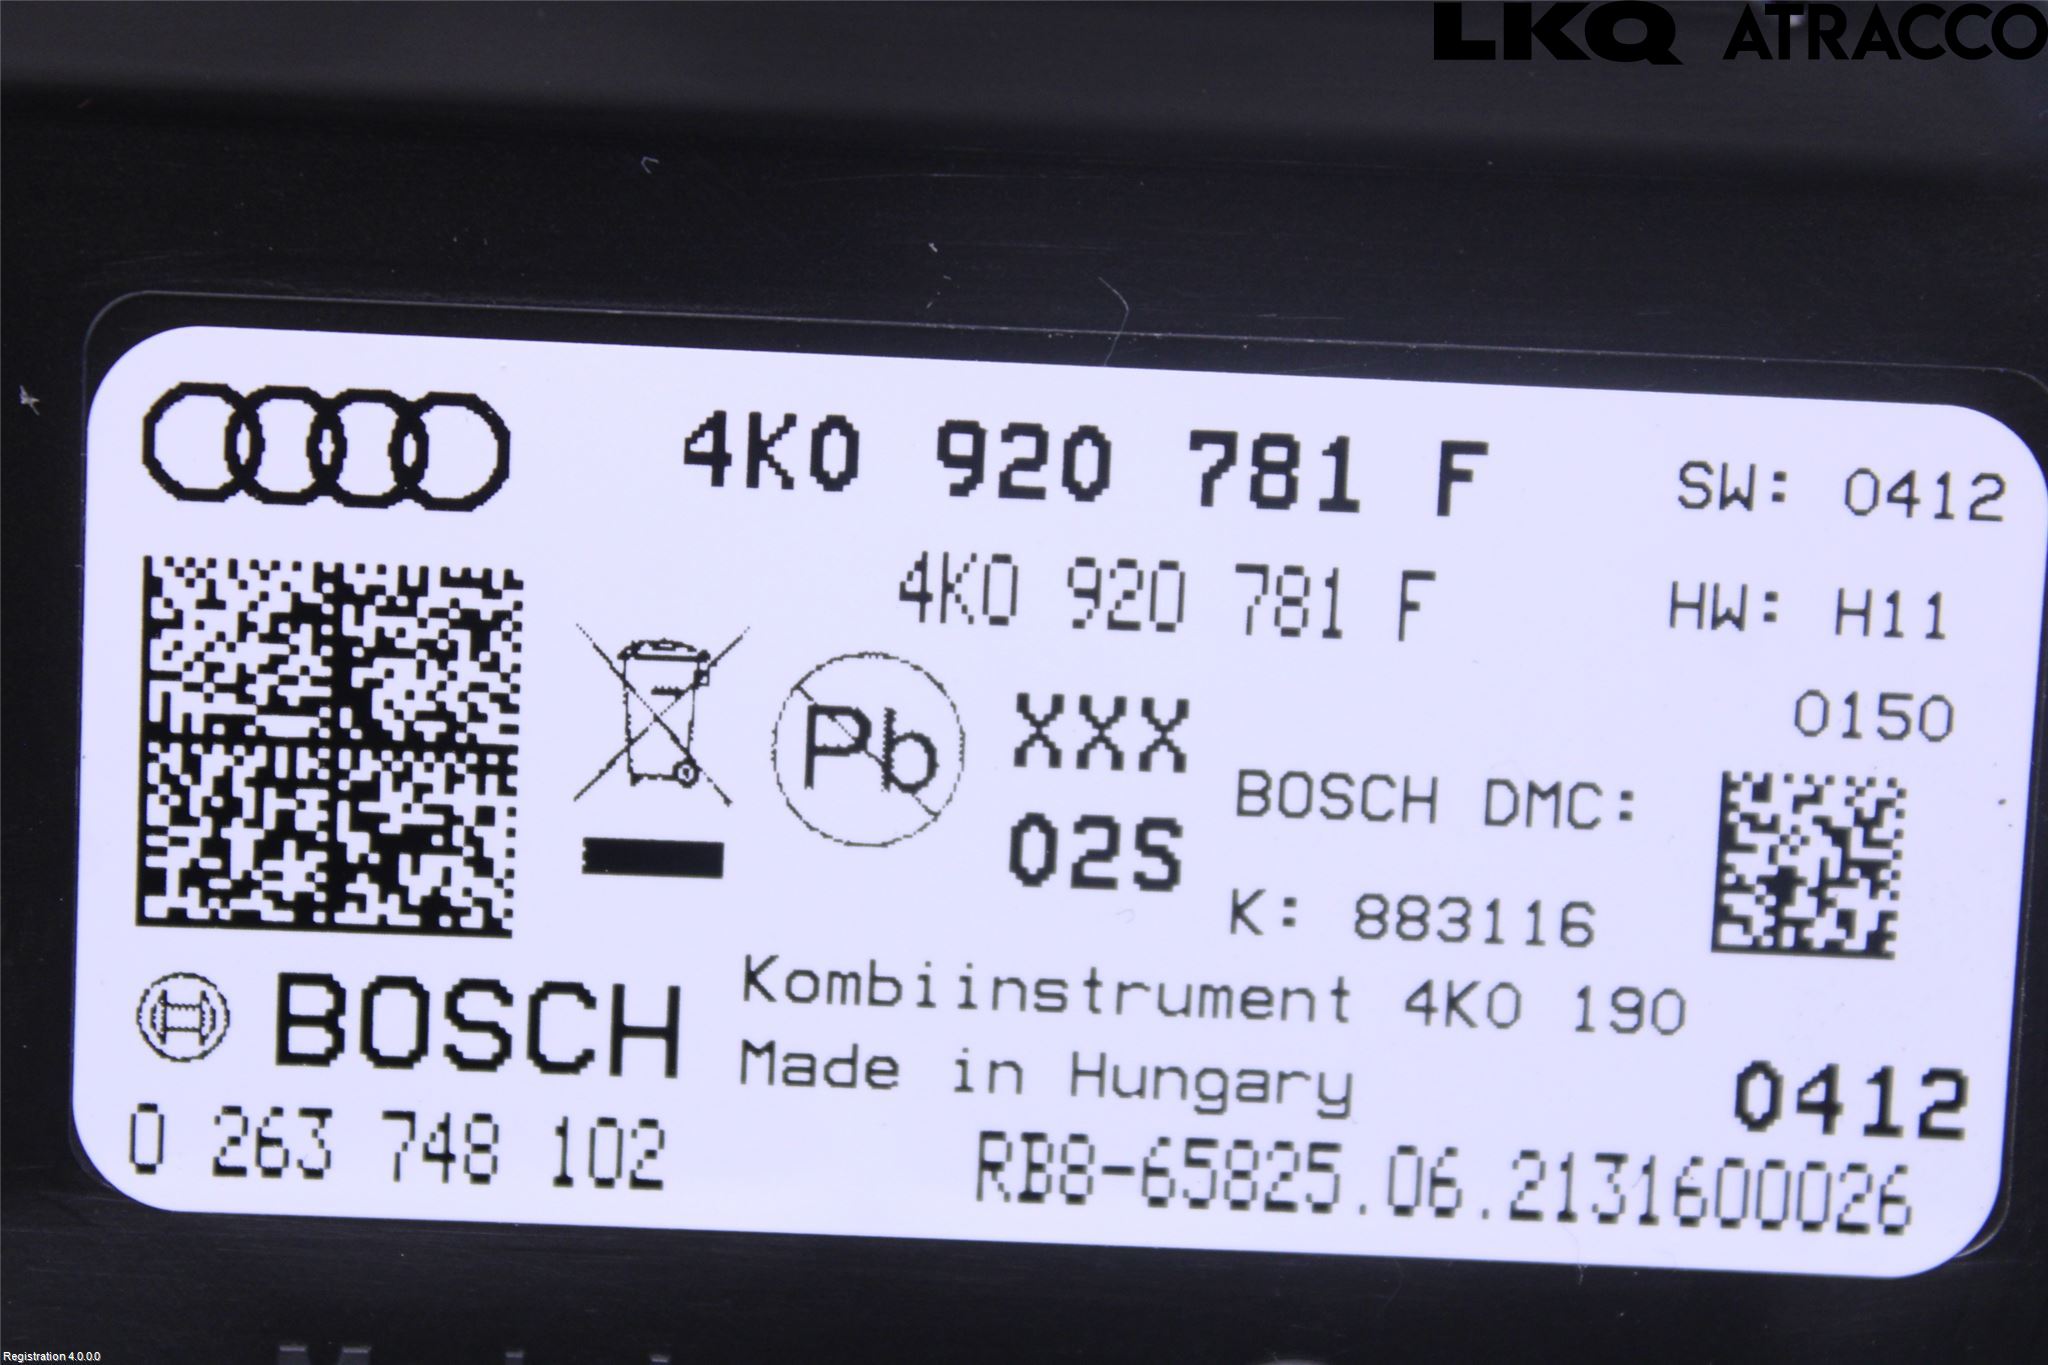 LKQ ATRACCO
4K0 920 781 F
SW: 0412
4K0 920 781 F
HW: H11
0150
Pb
XXX
02S
BOSCH DMC:
K: 883116
BOSCH
Kombiinstrument 4K0 190
Made in Hungary
0412
0 263 748 102
RB8-65825.06.2131600026
Registration 4.0.0.0